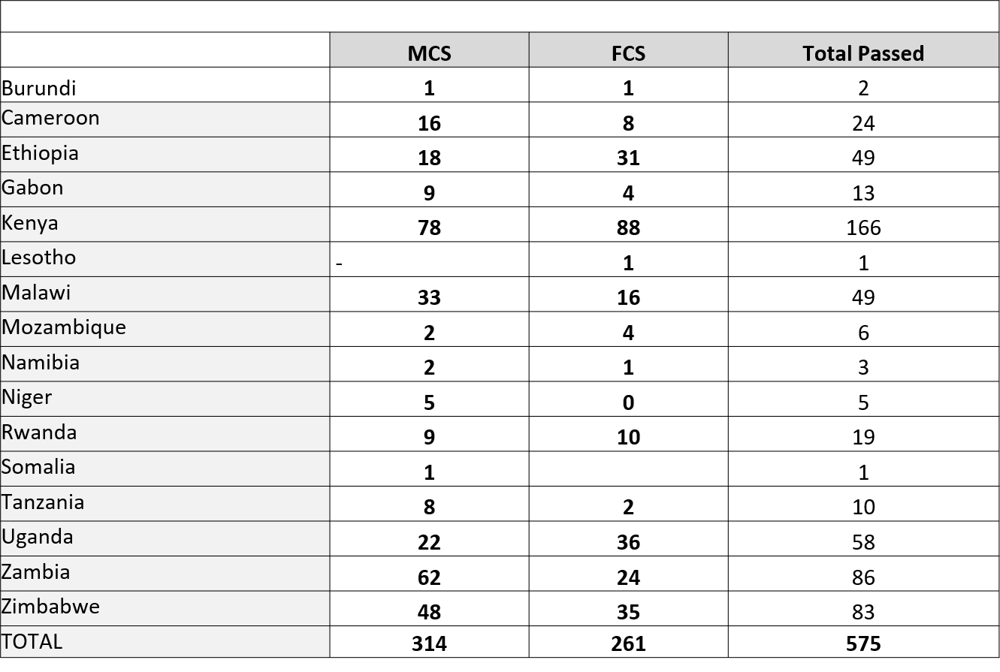 MCS FCS Total Passed
Burundi 1 1 2
Cameroon 16 8 24
Ethiopia 18 31 49
Gabon 9 4 13
Kenya 78 88 166
Lesotho - 1 1
Malawi 33 16 49
Mozambique 2 4 6
Namibia 2 1 3
Niger 5 0 5
Rwanda 9 10 19
Somalia 1 1
Tanzania 8 2 10
Uganda 22 36 58
Zambia 62 24 86
Zimbabwe 48 35 83
TOTAL 314 261 575